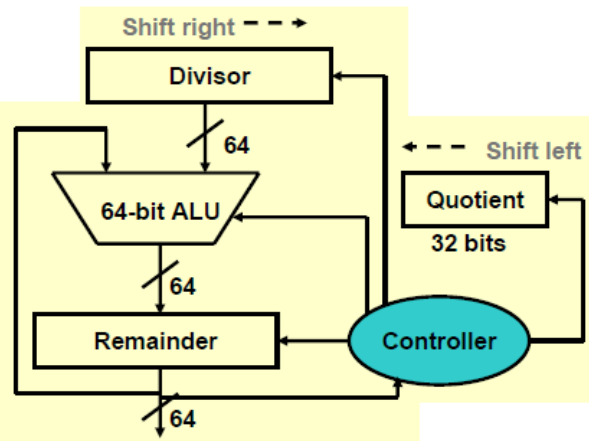 Shift right
Divisor
64
Shift left
64-bit ALU
Quotient
32 bits
64
Remainder
Controller
64